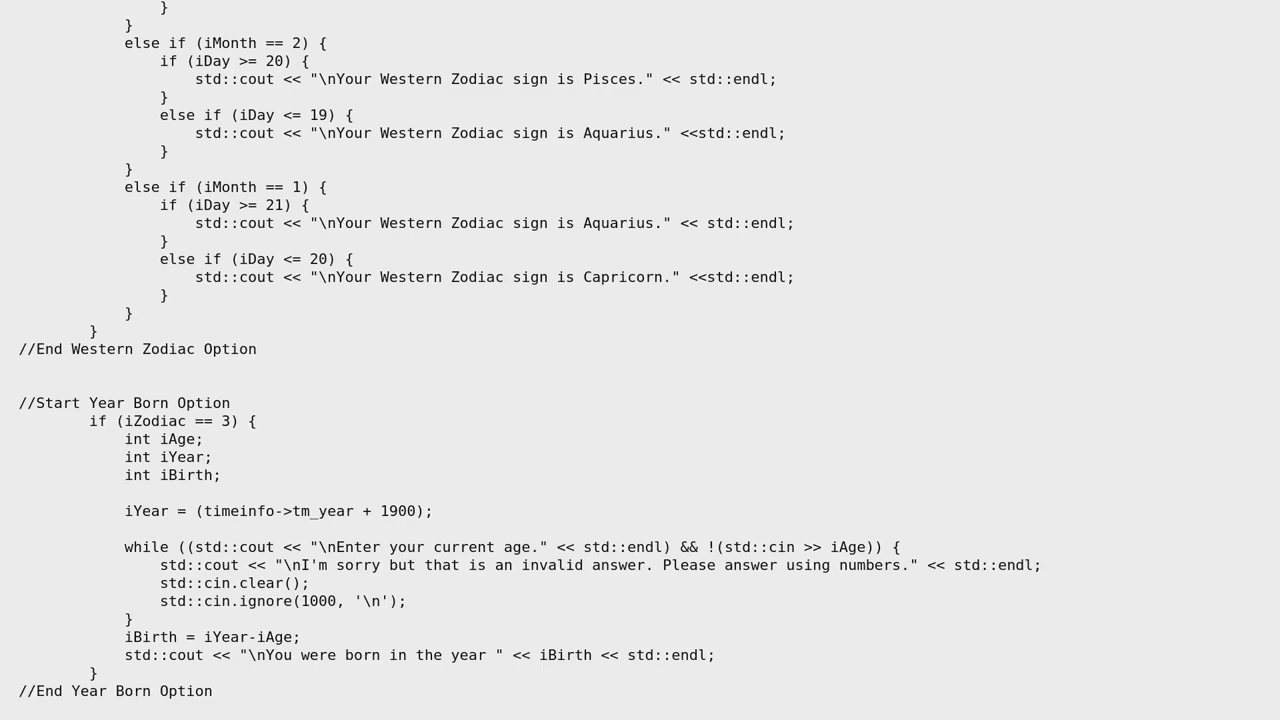 }
            }
            else if (iMonth == 2) {
                if (iDay >= 20) {
                    std::cout << "\nYour Western Zodiac sign is Pisces." << std::endl;
                }
                else if (iDay <= 19) {
                    std::cout << "\nYour Western Zodiac sign is Aquarius." <<std::endl;
                }
            }
            else if (iMonth == 1) {
                if (iDay >= 21) {
                    std::cout << "\nYour Western Zodiac sign is Aquarius." << std::endl;
                }
                else if (iDay <= 20) {
                    std::cout << "\nYour Western Zodiac sign is Capricorn." <<std::endl;
                }
            }
        }
//End Western Zodiac Option


//Start Year Born Option
        if (iZodiac == 3) {
            int iAge;
            int iYear;
            int iBirth;

            iYear = (timeinfo->tm_year + 1900);

            while ((std::cout << "\nEnter your current age." << std::endl) && !(std::cin >> iAge)) {
                std::cout << "\nI'm sorry but that is an invalid answer. Please answer using numbers." << std::endl;
                std::cin.clear();
                std::cin.ignore(1000, '\n');
            }
            iBirth = iYear-iAge;
            std::cout << "\nYou were born in the year " << iBirth << std::endl;
        }
//End Year Born Option